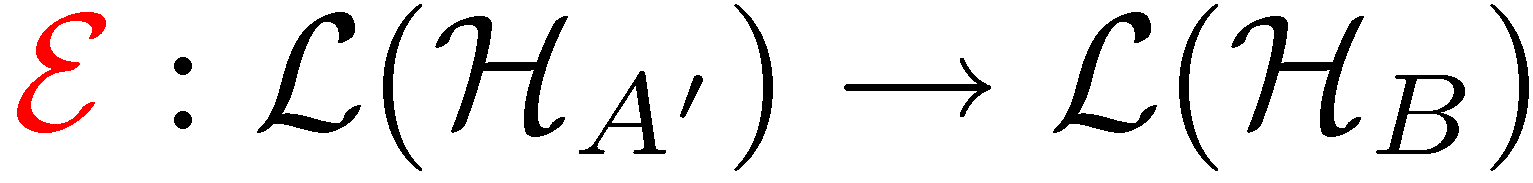 ℰ : ℒ(ℋ_{A′}) ⟶ ℒ(ℋ_B)